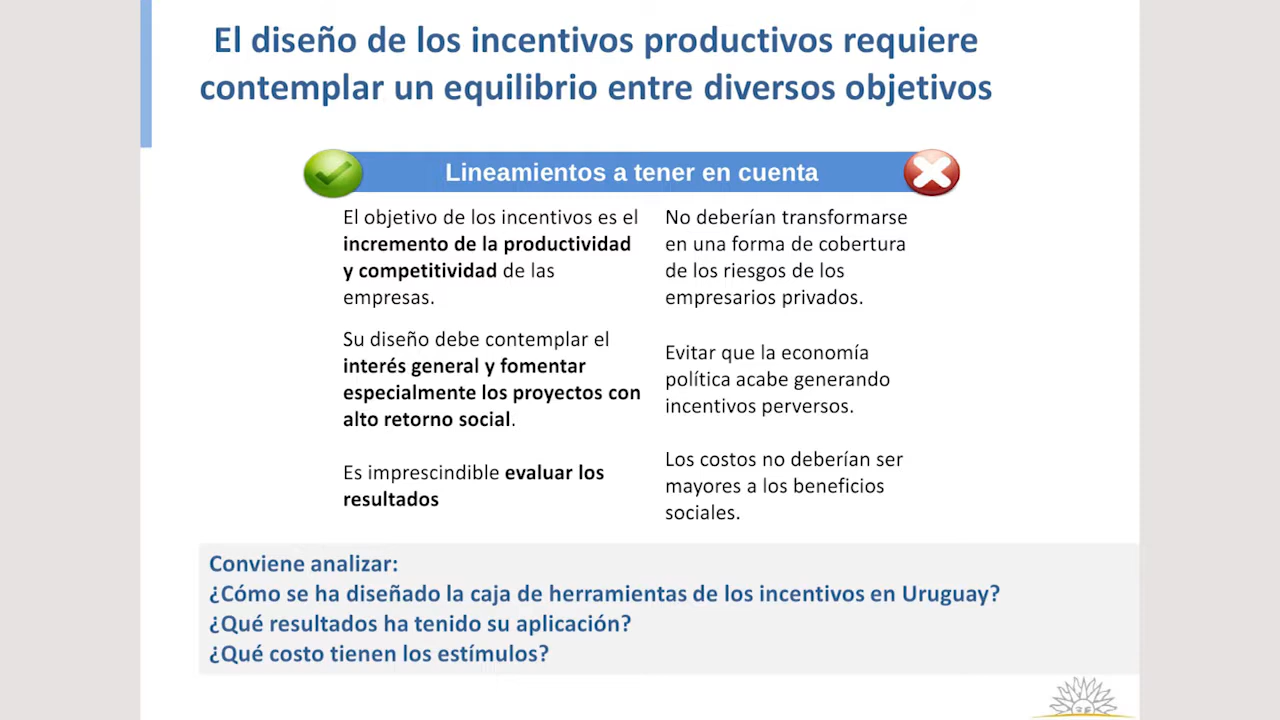 El diseño de los incentivos productivos requiere
contemplar un equilibrio entre diversos objetivos
Lineamientos a tener en cuenta
El objetivo de los incentivos es el
incremento de la productividad
y competitividad de las
empresas.
Su diseño debe contemplar el
interés general y fomentar
especialmente los proyectos con
alto retorno social.
Es imprescindible evaluar los
resultados
No deberían transformarse
en una forma de cobertura
de los riesgos de los
empresarios privados.
Evitar que la economía
política acabe generando
incentivos perversos.
Los costos no deberían ser
mayores a los beneficios
sociales.
Conviene analizar:
¿Cómo se ha diseñado la caja de herramientas de los incentivos en Uruguay?
¿Qué resultados ha tenido su aplicación?
¿Qué costo tienen los estímulos?